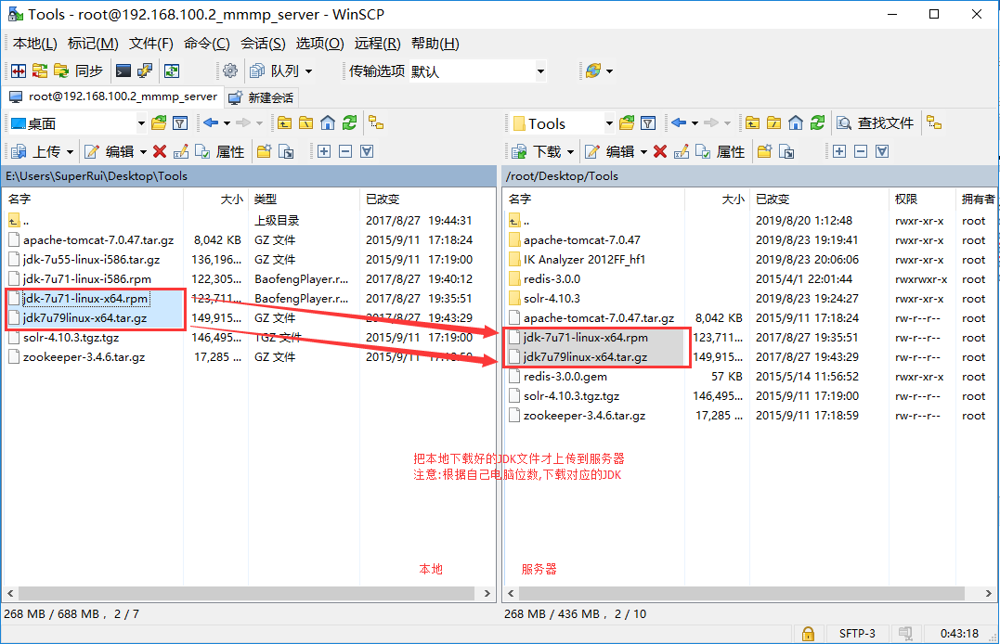 Tools - root@192.168.100.2_mmmp_server - WinSCP
本地(L) 标记(M) 文件(F) 命令(C) 会话(S) 选项(O) 远程(R) 帮助(H)
同步 队列 传输选项 默认
root@192.168.100.2_mmmp_server 新建会话
桌面 Tools 查找文件
上传 编辑 属性 下载 编辑 属性
E:\Users\SuperRui\Desktop\Tools
名字 大小 类型 已改变
.. 上级目录 2017/8/27 19:44:31
apache-tomcat-7.0.47.tar.gz 8,042 KB GZ 文件 2015/9/11 17:18:24
jdk-7u55-linux-i586.tar.gz 136,196... GZ 文件 2015/9/11 17:19:00
jdk-7u71-linux-i586.rpm 122,305... BaofengPlayer.r... 2017/8/27 19:40:12
jdk-7u71-linux-x64.rpm 123,711... BaofengPlayer.r... 2017/8/27 19:35:51
jdk7u79linux-x64.tar.gz 149,915... GZ 文件 2017/8/27 19:43:29
solr-4.10.3.tgz.tgz 146,495... TGZ 文件 2015/9/11 17:19:00
zookeeper-3.4.6.tar.gz 17,285 ... GZ 文件 2015/9/11 17:18:59
/root/Desktop/Tools
名字 大小 已改变 权限 拥有者
.. 2019/8/20 1:12:48 rwxr-xr-x root
apache-tomcat-7.0.47 2019/8/23 19:19:41 rwxr-xr-x root
IK Analyzer 2012FF_hf1 2019/8/23 20:06:06 rwxr-xr-x root
redis-3.0.0 2015/4/1 22:01:44 rwxrwxr-x root
solr-4.10.3 2019/8/23 19:24:27 rwxr-xr-x root
apache-tomcat-7.0.47.tar.gz 8,042 KB 2015/9/11 17:18:24 rw-r--r-- root
jdk-7u71-linux-x64.rpm 123,711... 2017/8/27 19:35:51 rw-r--r-- root
jdk7u79linux-x64.tar.gz 149,915... 2017/8/27 19:43:29 rw-r--r-- root
redis-3.0.0.gem 57 KB 2015/5/14 11:56:52 rw-r--r-- root
solr-4.10.3.tgz.tgz 146,495... 2015/9/11 17:19:00 rw-r--r-- root
zookeeper-3.4.6.tar.gz 17,285 ... 2015/9/11 17:18:59 rw-r--r-- root
把本地下载好的JDK文件才上传到服务器
注意:根据自己电脑位数,下载对应的JDK
本地 服务器
268 MB / 688 MB， 2 / 7
268 MB / 436 MB， 2 / 10
SFTP-3 0:43:18